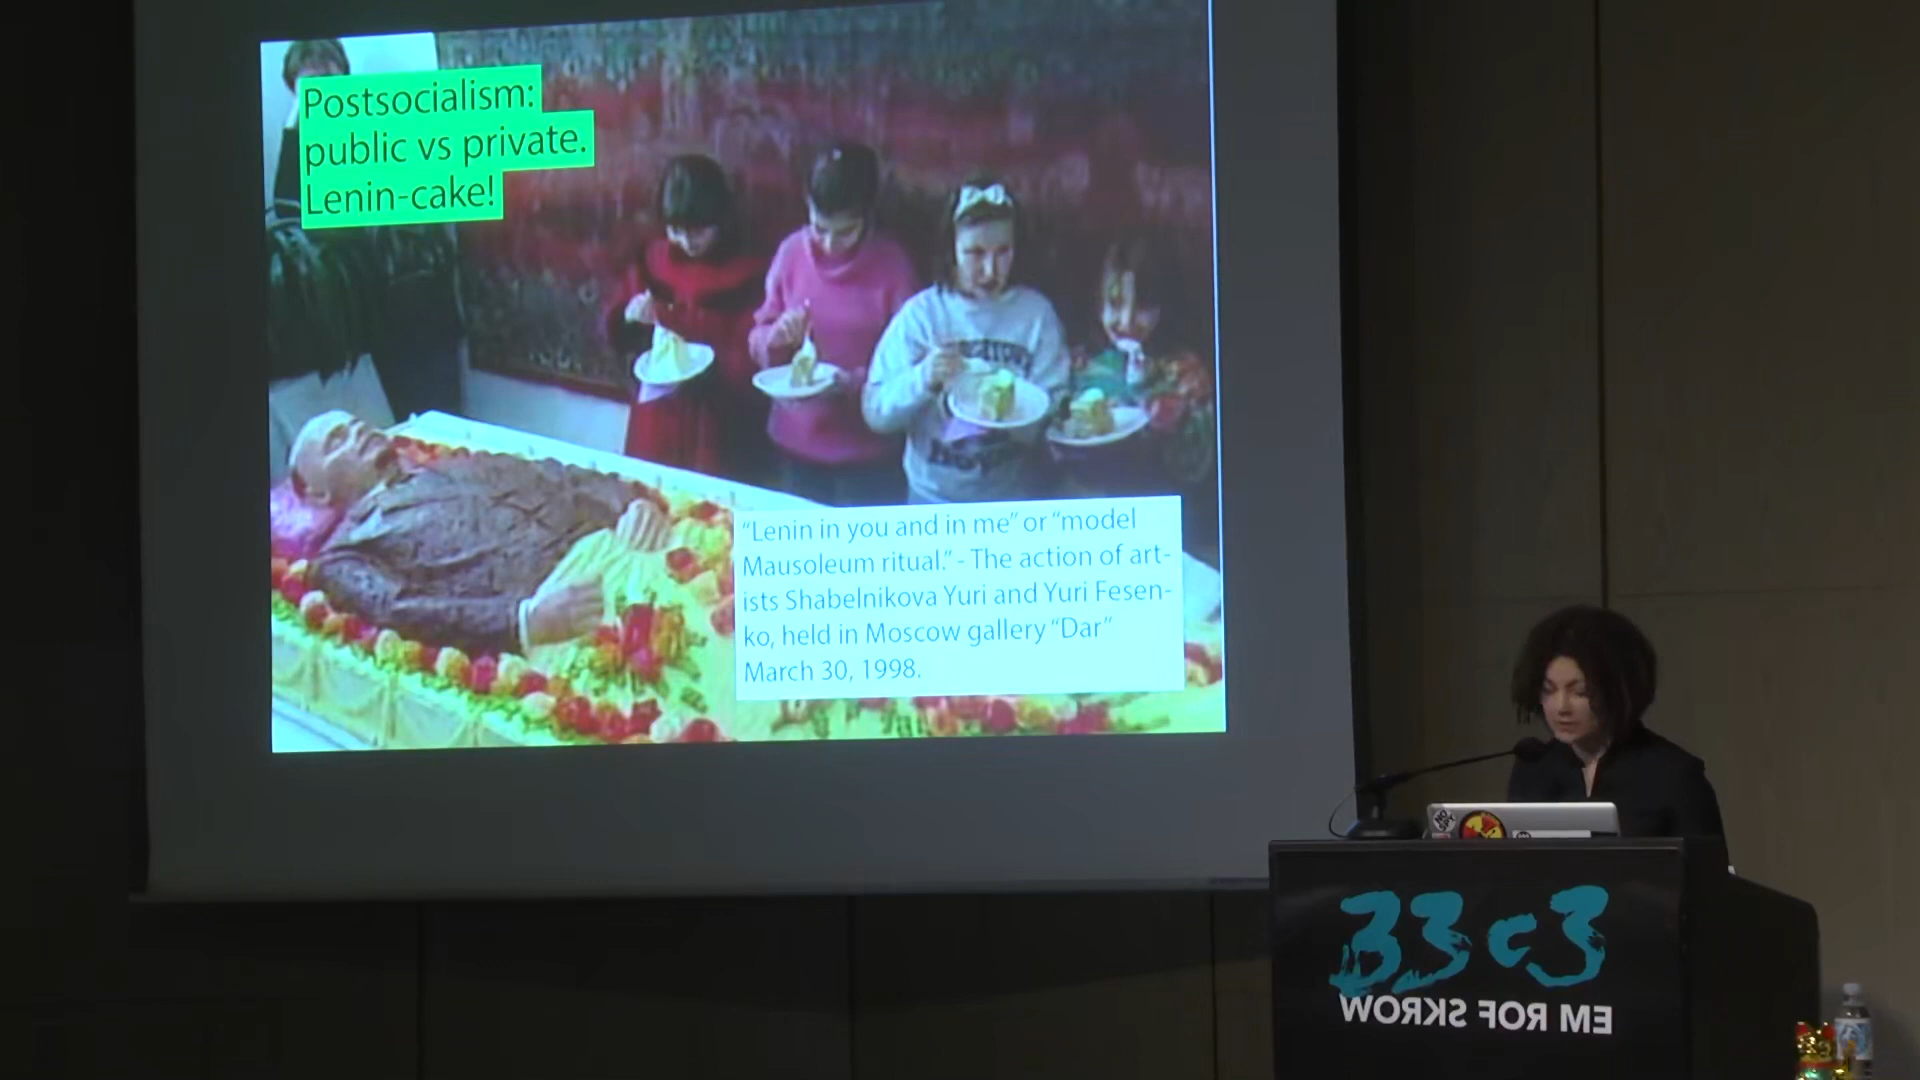 Postsocialism:
public vs private.
Lenin-cake!
“Lenin in you and in me” or “model
Mausoleum ritual.” - The action of art-
ists Shabelnikova Yuri and Yuri Fesen-
ko, held in Moscow gallery “Dar”
March 30, 1998.
33c3
WORKS FOR ME